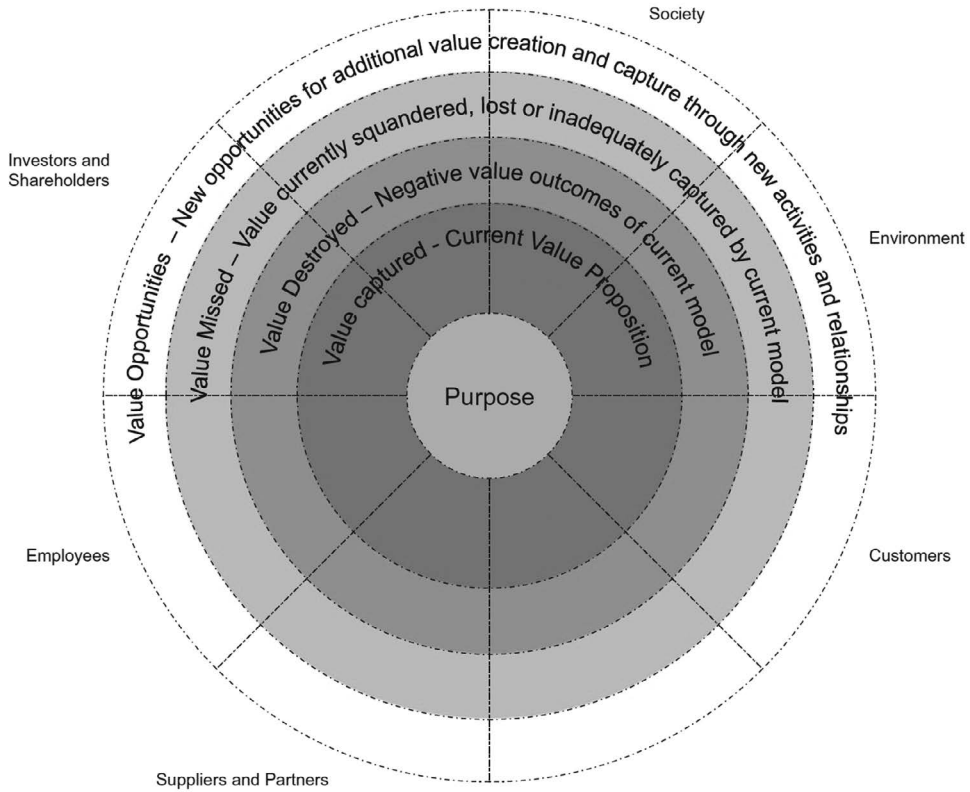 Society
Value Opportunities – New opportunities for additional value creation and capture through new activities and relationships
Value Missed – Value currently squandered, lost or inadequately captured by current model
Value Destroyed – Negative value outcomes of current model
Value captured - Current Value Proposition
Investors and
Shareholders
Environment
Purpose
Employees
Customers
Suppliers and Partners